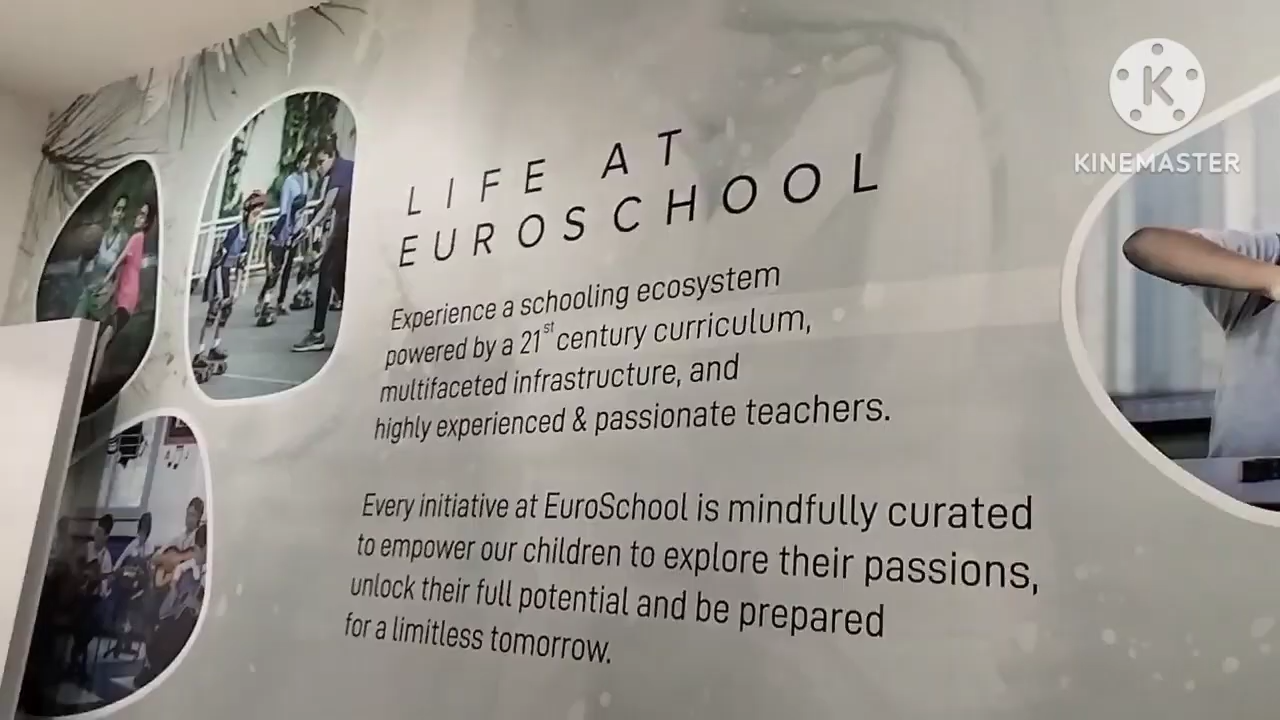 K
KINEMASTER
LIFE AT
EUROSCHOOL
Experience a schooling ecosystem
powered by a 21st century curriculum,
multifaceted infrastructure, and
highly experienced & passionate teachers.
Every initiative at EuroSchool is mindfully curated
to empower our children to explore their passions,
unlock their full potential and be prepared
for a limitless tomorrow.